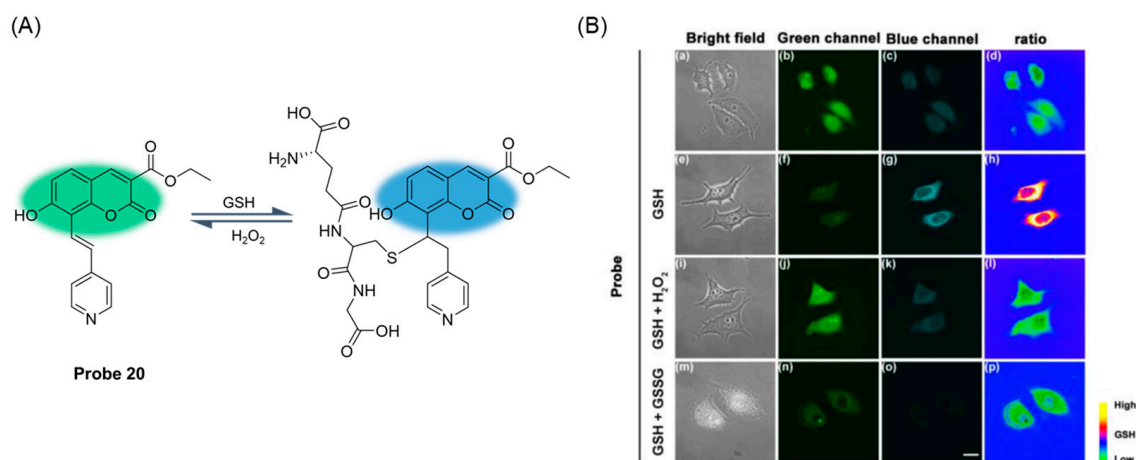 (A)
HO
O
H₂N
O
O
O
HO
O
O
N
Probe 20
GSH
H₂O₂
O
HN
S
O
NH
O
OH
HO
O
O
O
O
N
(B)
Bright field
Green channel
Blue channel
ratio
(a)
(b)
(c)
(d)
GSH
(e)
(f)
(g)
(h)
Probe
GSH + H₂O₂
(i)
(j)
(k)
(l)
GSH + GSSG
(m)
(n)
(o)
(p)
High
GSH
Low